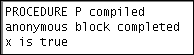 PROCEDURE P compiled
anonymous block completed
x is true